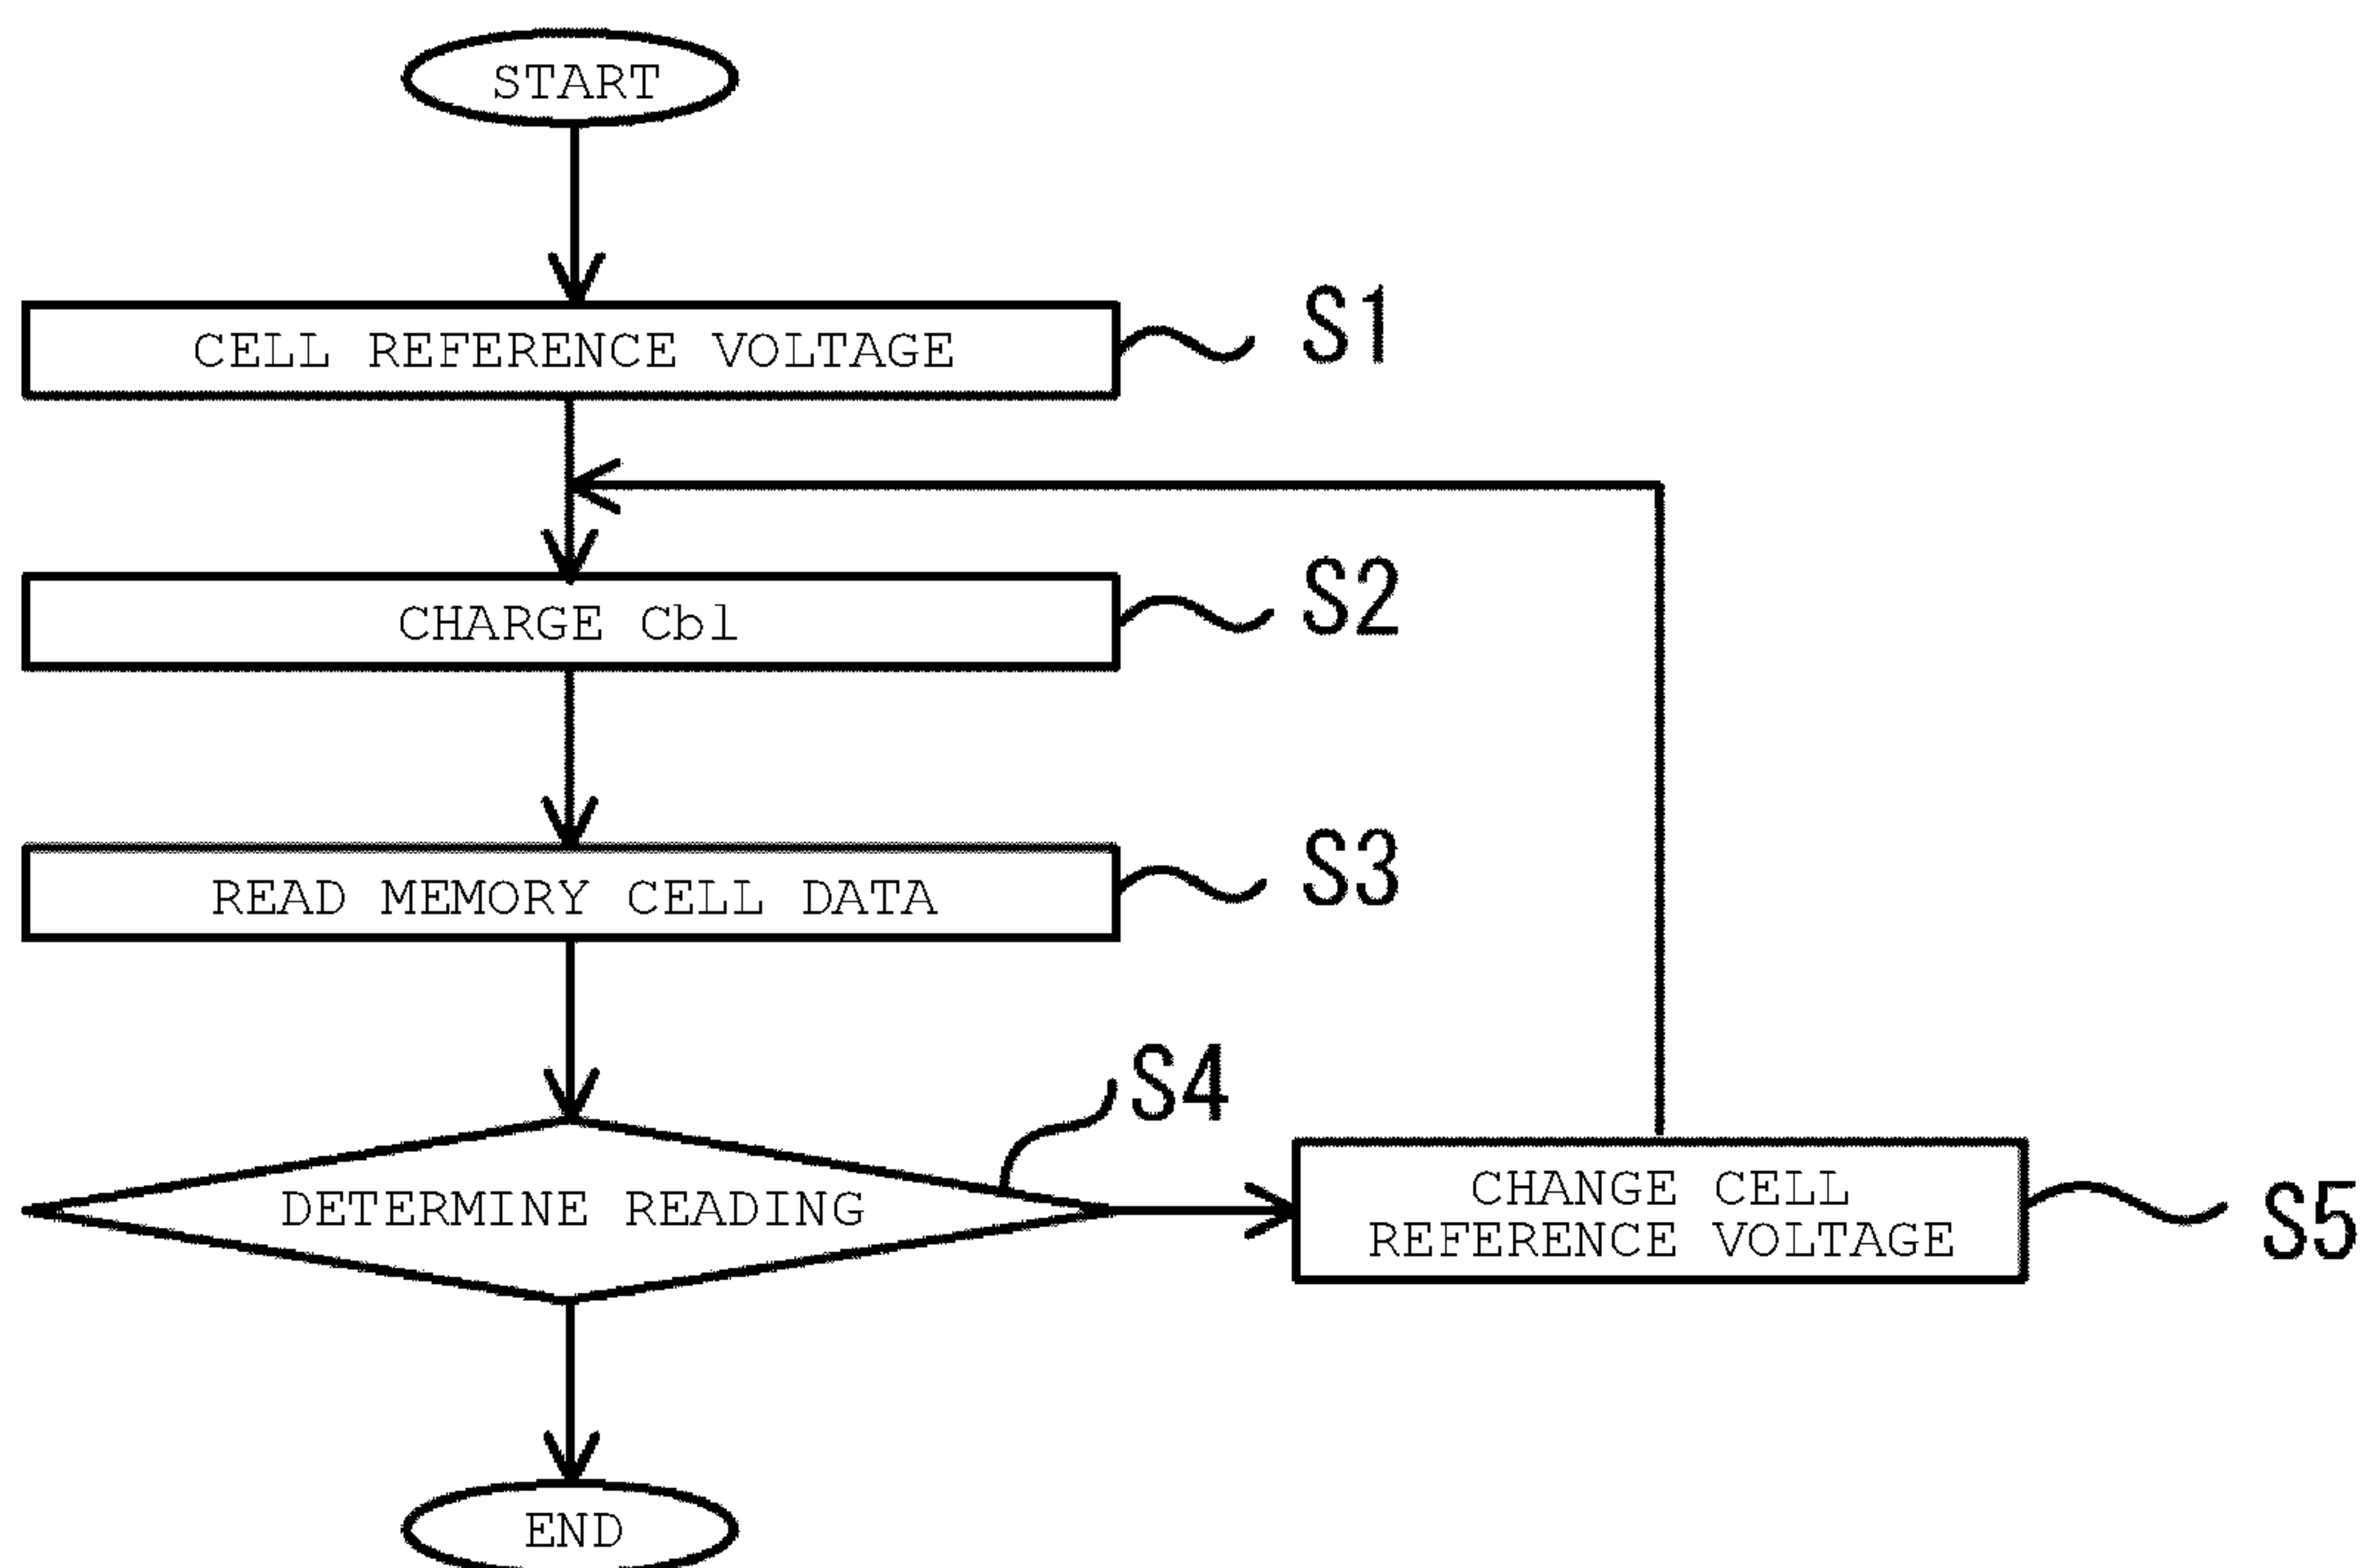 START
CELL REFERENCE VOLTAGE
S1
CHARGE Cbl
S2
READ MEMORY CELL DATA
S3
S4
DETERMINE READING
CHANGE CELL
REFERENCE VOLTAGE
S5
END